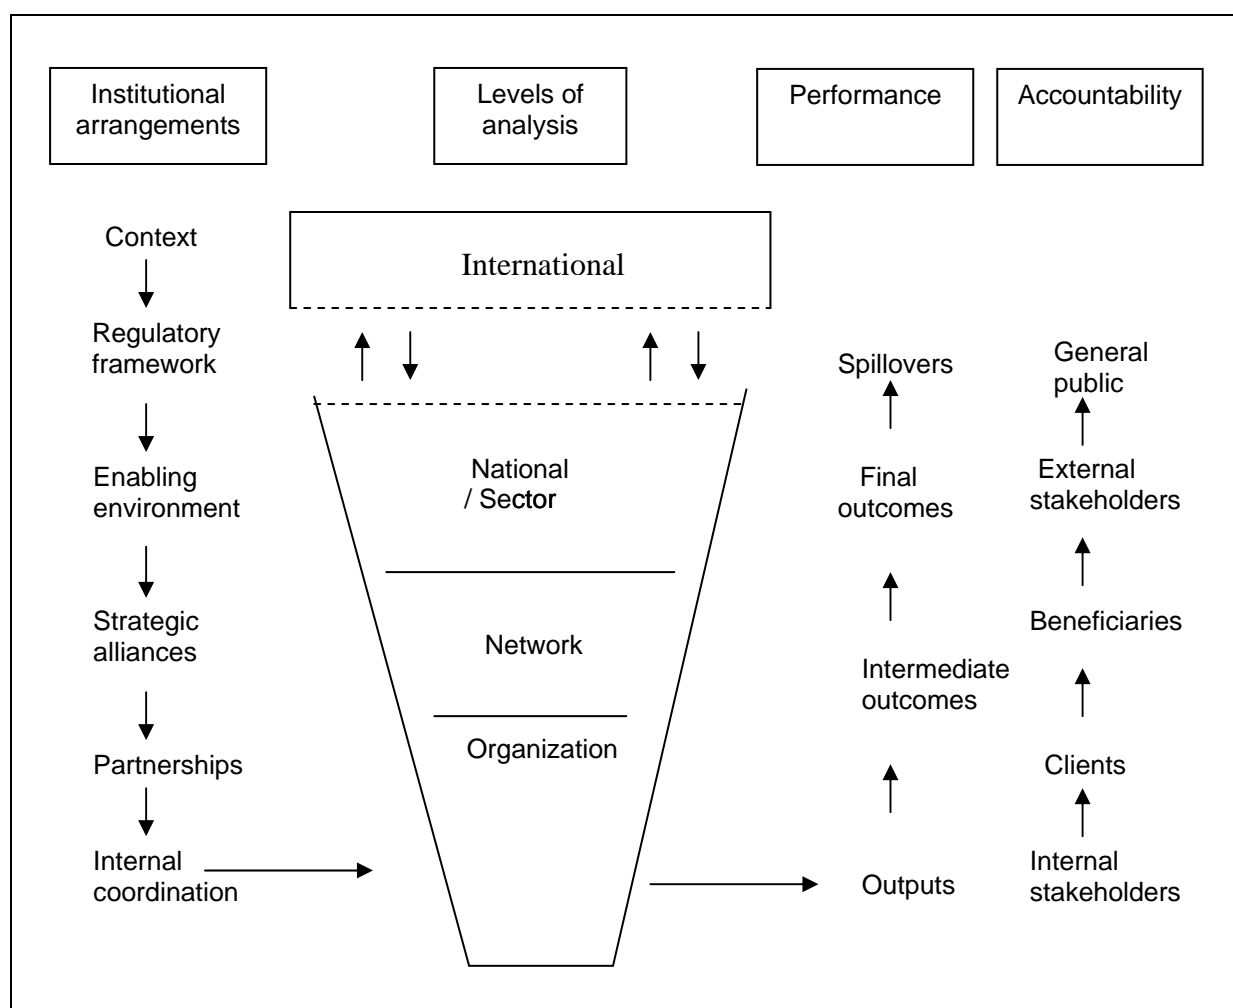 Institutional
arrangements
Levels of
analysis
Performance
Accountability
Context
Regulatory
framework
Enabling
environment
Strategic
alliances
Partnerships
Internal
coordination
International
National
/ Sector
Network
Organization
Spillovers
Final
outcomes
Intermediate
outcomes
Outputs
General
public
External
stakeholders
Beneficiaries
Clients
Internal
stakeholders